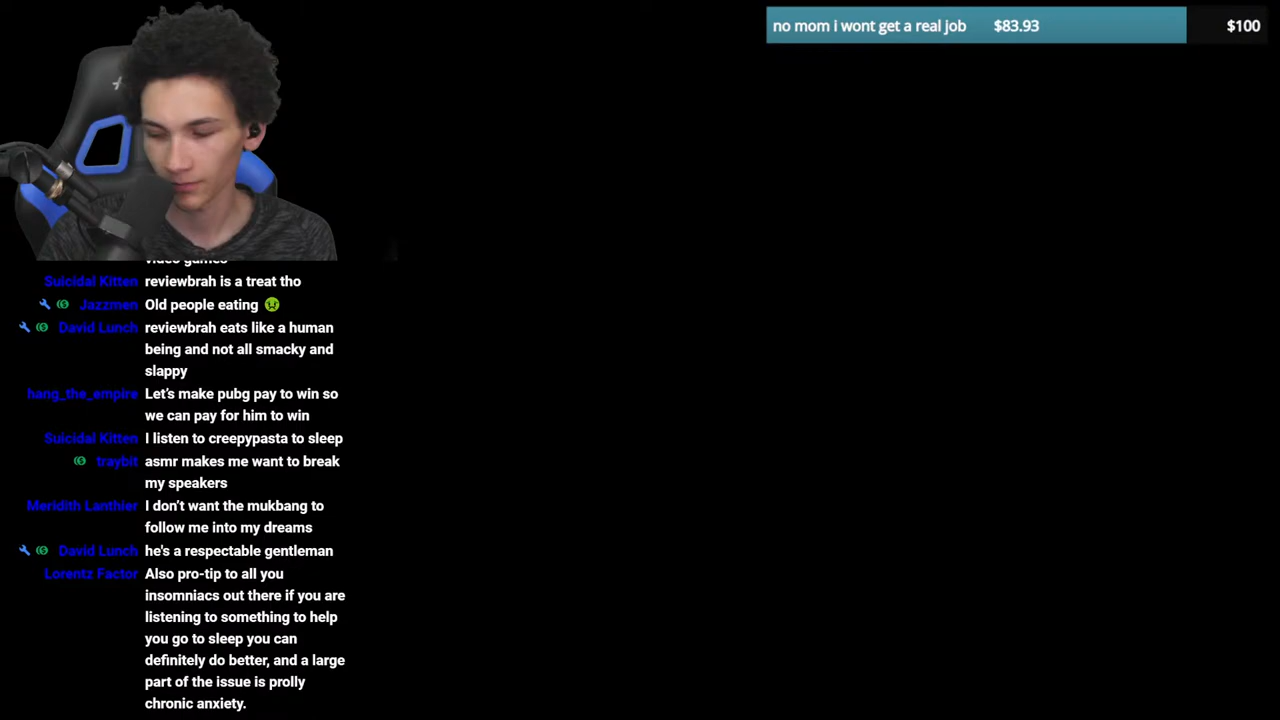 no mom i wont get a real job $83.93 $100
video games
Suicidal Kitten reviewbrah is a treat tho
Jazzmen Old people eating 🤢
David Lunch reviewbrah eats like a human
being and not all smacky and
slappy
hang_the_empire Let’s make pubg pay to win so
we can pay for him to win
Suicidal Kitten I listen to creepypasta to sleep
traybit asmr makes me want to break
my speakers
Meridith Lanthier I don’t want the mukbang to
follow me into my dreams
David Lunch he's a respectable gentleman
Lorentz Factor Also pro-tip to all you
insomniacs out there if you are
listening to something to help
you go to sleep you can
definitely do better, and a large
part of the issue is prolly
chronic anxiety.